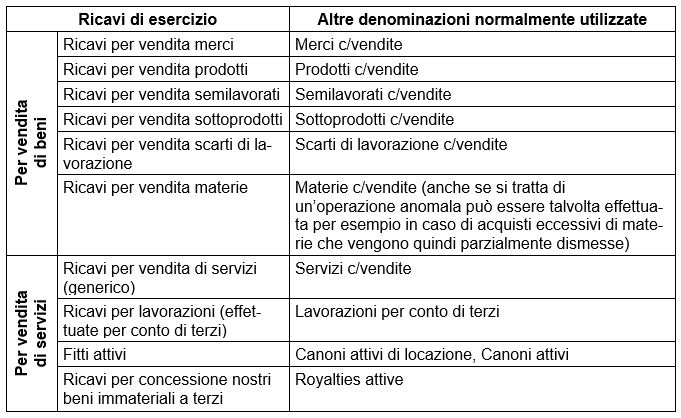 Ricavi di esercizio
Altre denominazioni normalmente utilizzate
Per vendita
di beni
Ricavi per vendita merci
Merci c/vendite
Ricavi per vendita prodotti
Prodotti c/vendite
Ricavi per vendita semilavorati
Semilavorati c/vendite
Ricavi per vendita sottoprodotti
Sottoprodotti c/vendite
Ricavi per vendita scarti di la-
vorazione
Scarti di lavorazione c/vendite
Ricavi per vendita materie
Materie c/vendite (anche se si tratta di
un'operazione anomala può essere talvolta effettua-
ta per esempio in caso di acquisti eccessivi di mate-
rie che vengono quindi parzialmente dismesse)
Per vendita
di servizi
Ricavi per vendita di servizi
(generico)
Servizi c/vendite
Ricavi per lavorazioni (effet-
tuate per conto di terzi)
Lavorazioni per conto di terzi
Fitti attivi
Canoni attivi di locazione, Canoni attivi
Ricavi per concessione nostri
beni immateriali a terzi
Royalties attive